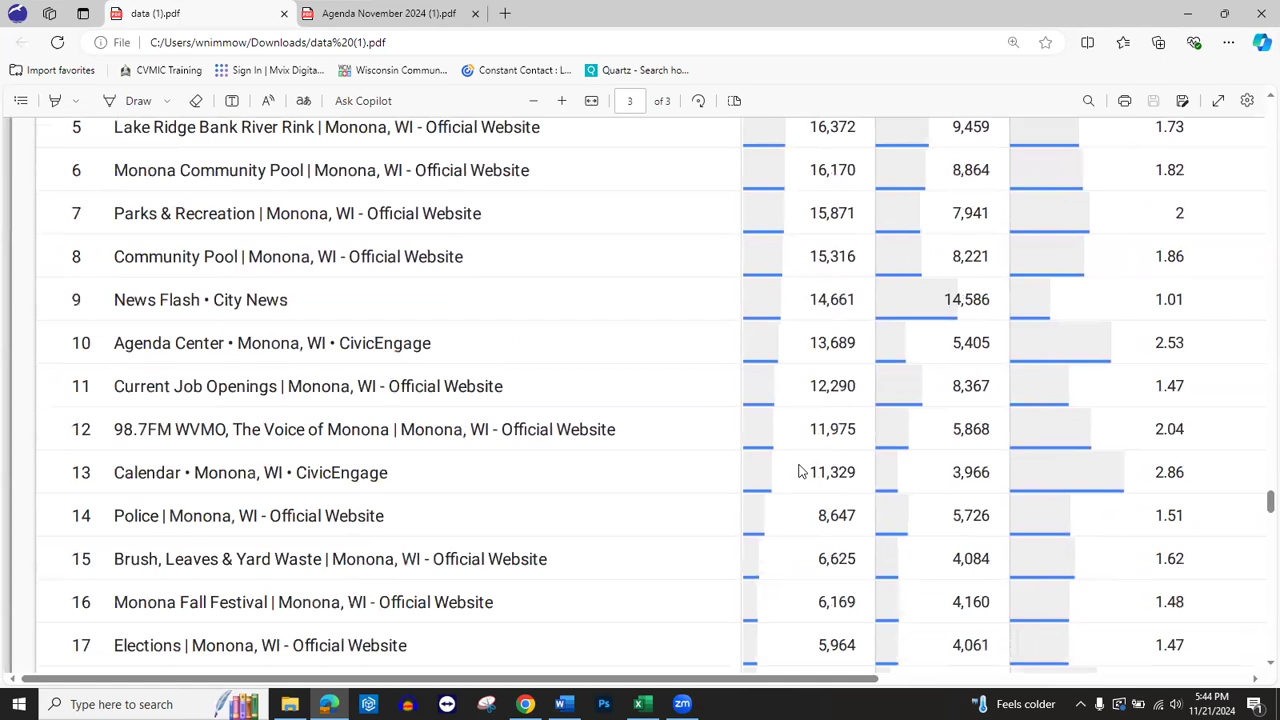 data (1).pdf
Agenda November 2024 (1).pdf
File
C:/Users/wnimmow/Downloads/data%20(1).pdf
Import favorites
CVMIC Training
Sign In | Mvix Digita...
Wisconsin Commun...
Constant Contact : L...
Quartz - Search ho...
Draw
Ask Copilot
3 of 3
5 Lake Ridge Bank River Rink | Monona, WI - Official Website 16,372 9,459 1.73
6 Monona Community Pool | Monona, WI - Official Website 16,170 8,864 1.82
7 Parks & Recreation | Monona, WI - Official Website 15,871 7,941 2
8 Community Pool | Monona, WI - Official Website 15,316 8,221 1.86
9 News Flash • City News 14,661 14,586 1.01
10 Agenda Center • Monona, WI • CivicEngage 13,689 5,405 2.53
11 Current Job Openings | Monona, WI - Official Website 12,290 8,367 1.47
12 98.7FM WVMO, The Voice of Monona | Monona, WI - Official Website 11,975 5,868 2.04
13 Calendar • Monona, WI • CivicEngage 11,329 3,966 2.86
14 Police | Monona, WI - Official Website 8,647 5,726 1.51
15 Brush, Leaves & Yard Waste | Monona, WI - Official Website 6,625 4,084 1.62
16 Monona Fall Festival | Monona, WI - Official Website 6,169 4,160 1.48
17 Elections | Monona, WI - Official Website 5,964 4,061 1.47
Type here to search
Feels colder
5:44 PM
11/21/2024